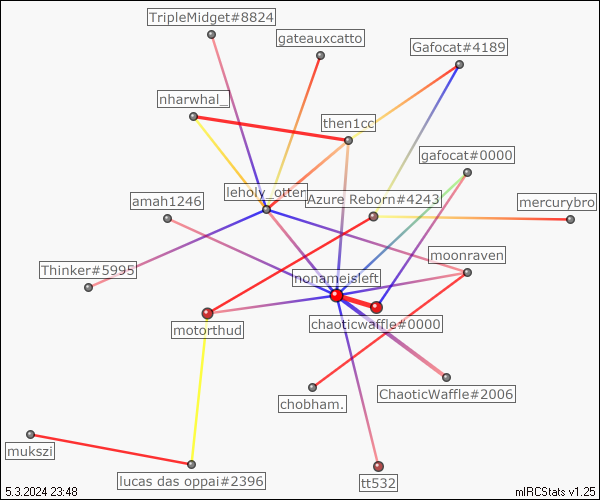 TripleMidget#8824
gateauxcatto
Gafocat#4189
nharwhal_
then1cc
gafocat#0000
leholy_otter
Azure Reborn#4243
amah1246
mercurybro
moonraven
Thinker#5995
nonameisleft
chaoticwaffle#0000
motorthud
ChaoticWaffle#2006
chobham.
mukszi
lucas das oppai#2396
tt532
5.3.2024 23:48
mIRCStats v1.25